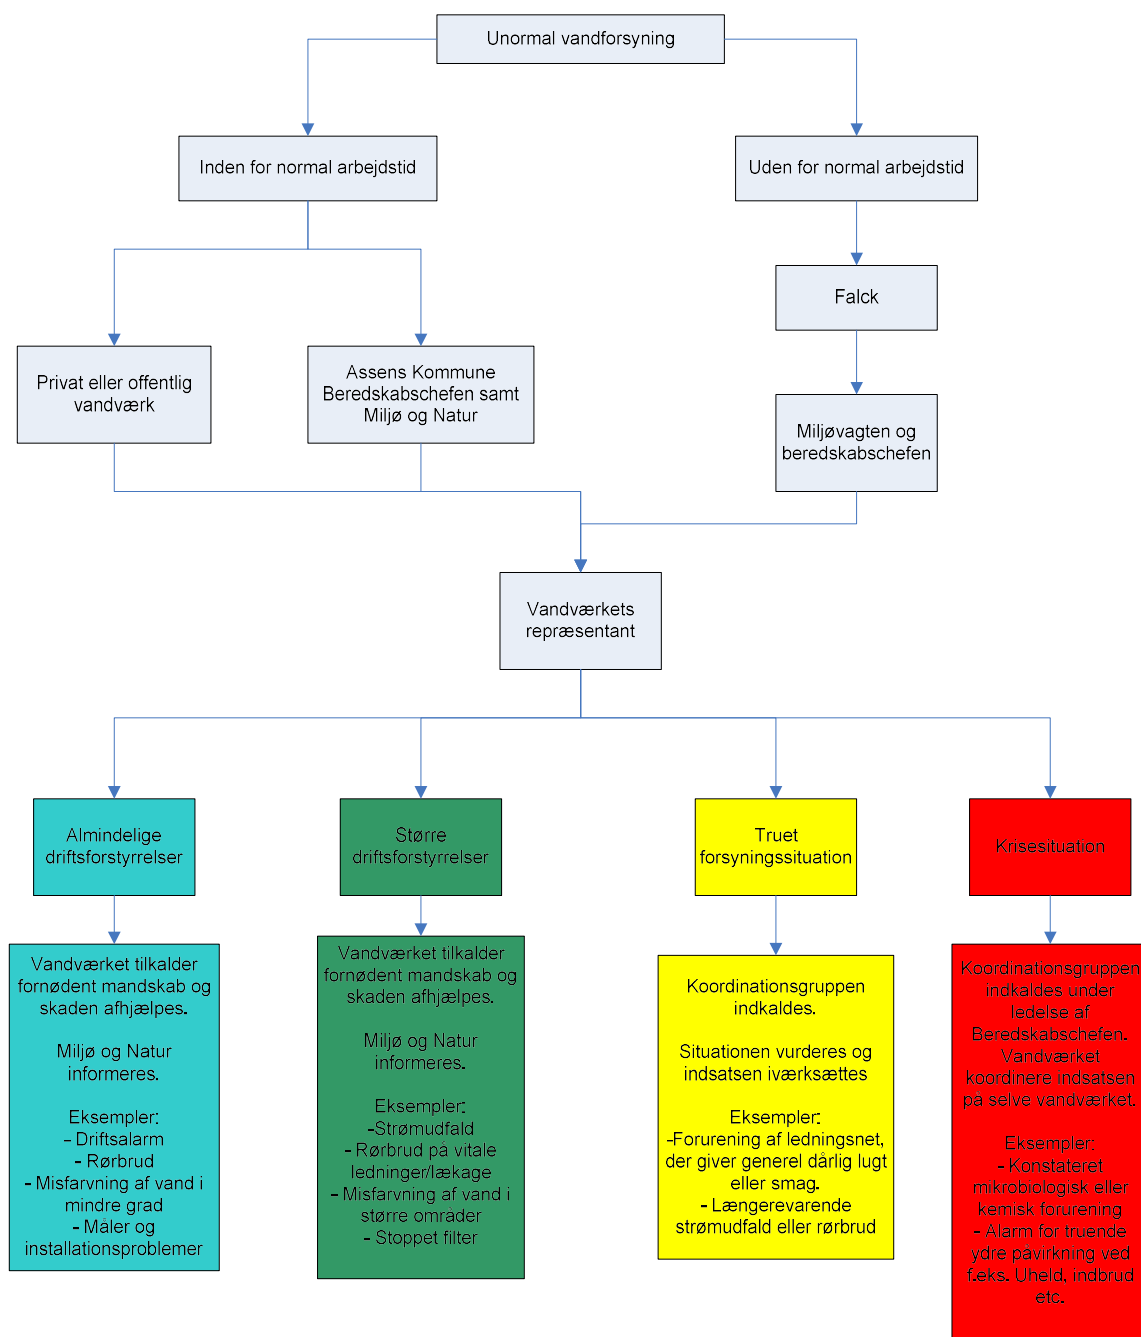 Unormal vandforsyning
Inden for normal arbejdstid
Uden for normal arbejdstid
Falck
Privat eller offentlig
vandværk
Assens Kommune
Beredskabschefen samt
Miljø og Natur
Miljøvagten og
beredskabschefen
Vandværkets
repræsentant
Almindelige
driftsforstyrrelser
Større
driftsforstyrrelser
Truet
forsyningssituation
Krisesituation
Vandværket tilkalder
fornødent mandskab og
skaden afhjælpes.
Miljø og Natur
informeres.
Eksempler:
- Driftsalarm
- Rørbrud
- Misfarvning af vand i
mindre grad
- Måler og
installationsproblemer
Vandværket tilkalder
fornødent mandskab og
skaden afhjælpes.
Miljø og Natur
informeres.
Eksempler:
-Strømudfald
- Rørbrud på vitale
ledninger/lækage
- Misfarvning af vand i
større områder
- Stoppet filter
Koordinationsgruppen
indkaldes.
Situationen vurderes og
indsatsen iværksættes
Eksempler:
-Forurening af ledningsnet,
der giver generel dårlig lugt
eller smag.
- Længerevarende
strømudfald eller rørbrud
Koordinationsgruppen
indkaldes under
ledelse af
Beredskabschefen.
Vandværket
koordinere indsatsen
på selve vandværket.
Eksempler:
- Konstateret
mikrobiologisk eller
kemisk forurening
- Alarm for truende
ydre påvirkning ved
f.eks. Uheld, indbrud
etc.